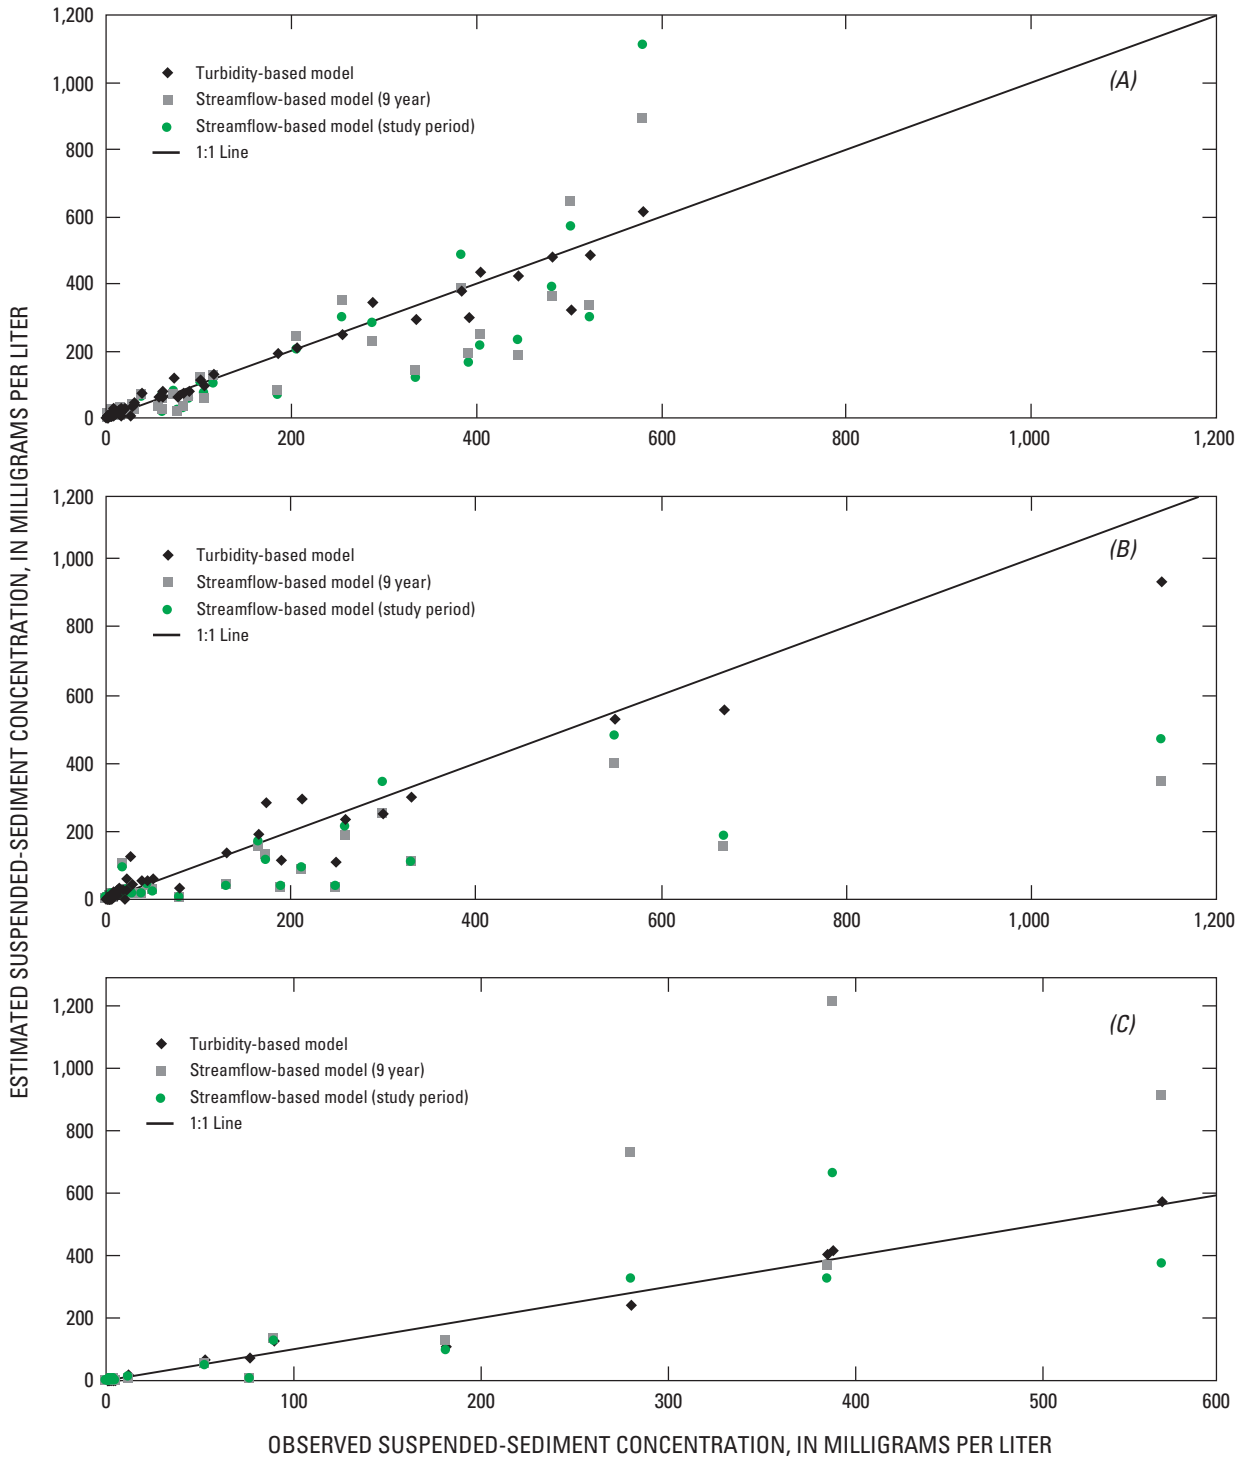 ESTIMATED SUSPENDED-SEDIMENT CONCENTRATION, IN MILLIGRAMS PER LITER
1,200
1,000
800
600
400
200
0
(A)
Turbidity-based model
Streamflow-based model (9 year)
Streamflow-based model (study period)
1:1 Line
0 200 400 600 800 1,000 1,200
1,200
1,000
800
600
400
200
0
(B)
Turbidity-based model
Streamflow-based model (9 year)
Streamflow-based model (study period)
1:1 Line
0 200 400 600 800 1,000 1,200
1,200
1,000
800
600
400
200
0
(C)
Turbidity-based model
Streamflow-based model (9 year)
Streamflow-based model (study period)
1:1 Line
0 100 200 300 400 500 600
OBSERVED SUSPENDED-SEDIMENT CONCENTRATION, IN MILLIGRAMS PER LITER